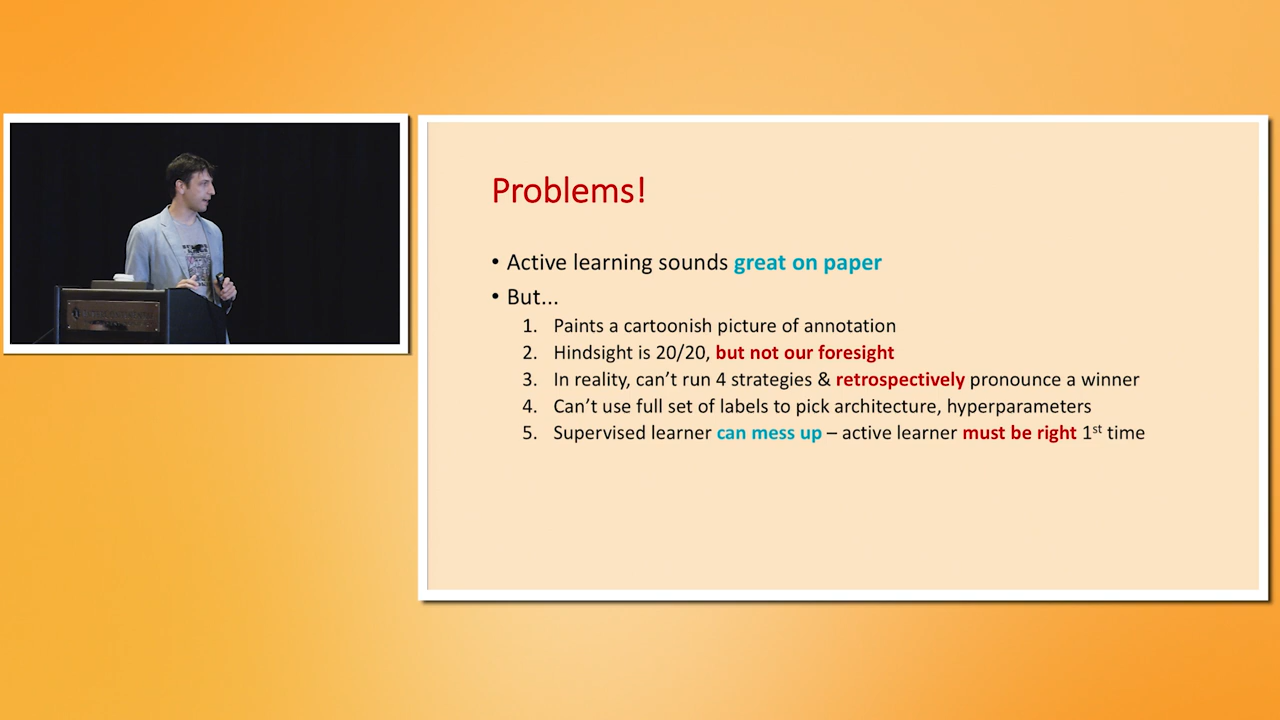 Problems!
• Active learning sounds great on paper
• But...
1. Paints a cartoonish picture of annotation
2. Hindsight is 20/20, but not our foresight
3. In reality, can’t run 4 strategies & retrospectively pronounce a winner
4. Can’t use full set of labels to pick architecture, hyperparameters
5. Supervised learner can mess up – active learner must be right 1st time